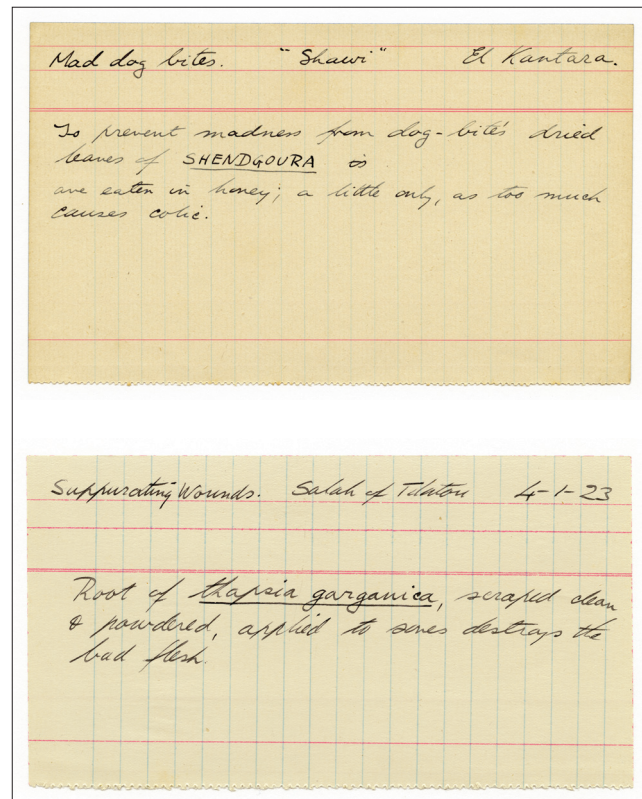 Mad dog bites. "Shawi" El Kantara.
To prevent madness from dog-bites dried
leaves of SHENDGOURA is
are eaten in honey; a little only, as too much
causes colic.
Suppurating Wounds. Salah of Tilatou 4-1-23
Root of thapsia garganica, scraped clean
& powdered, applied to sores destroys the
bad flesh.